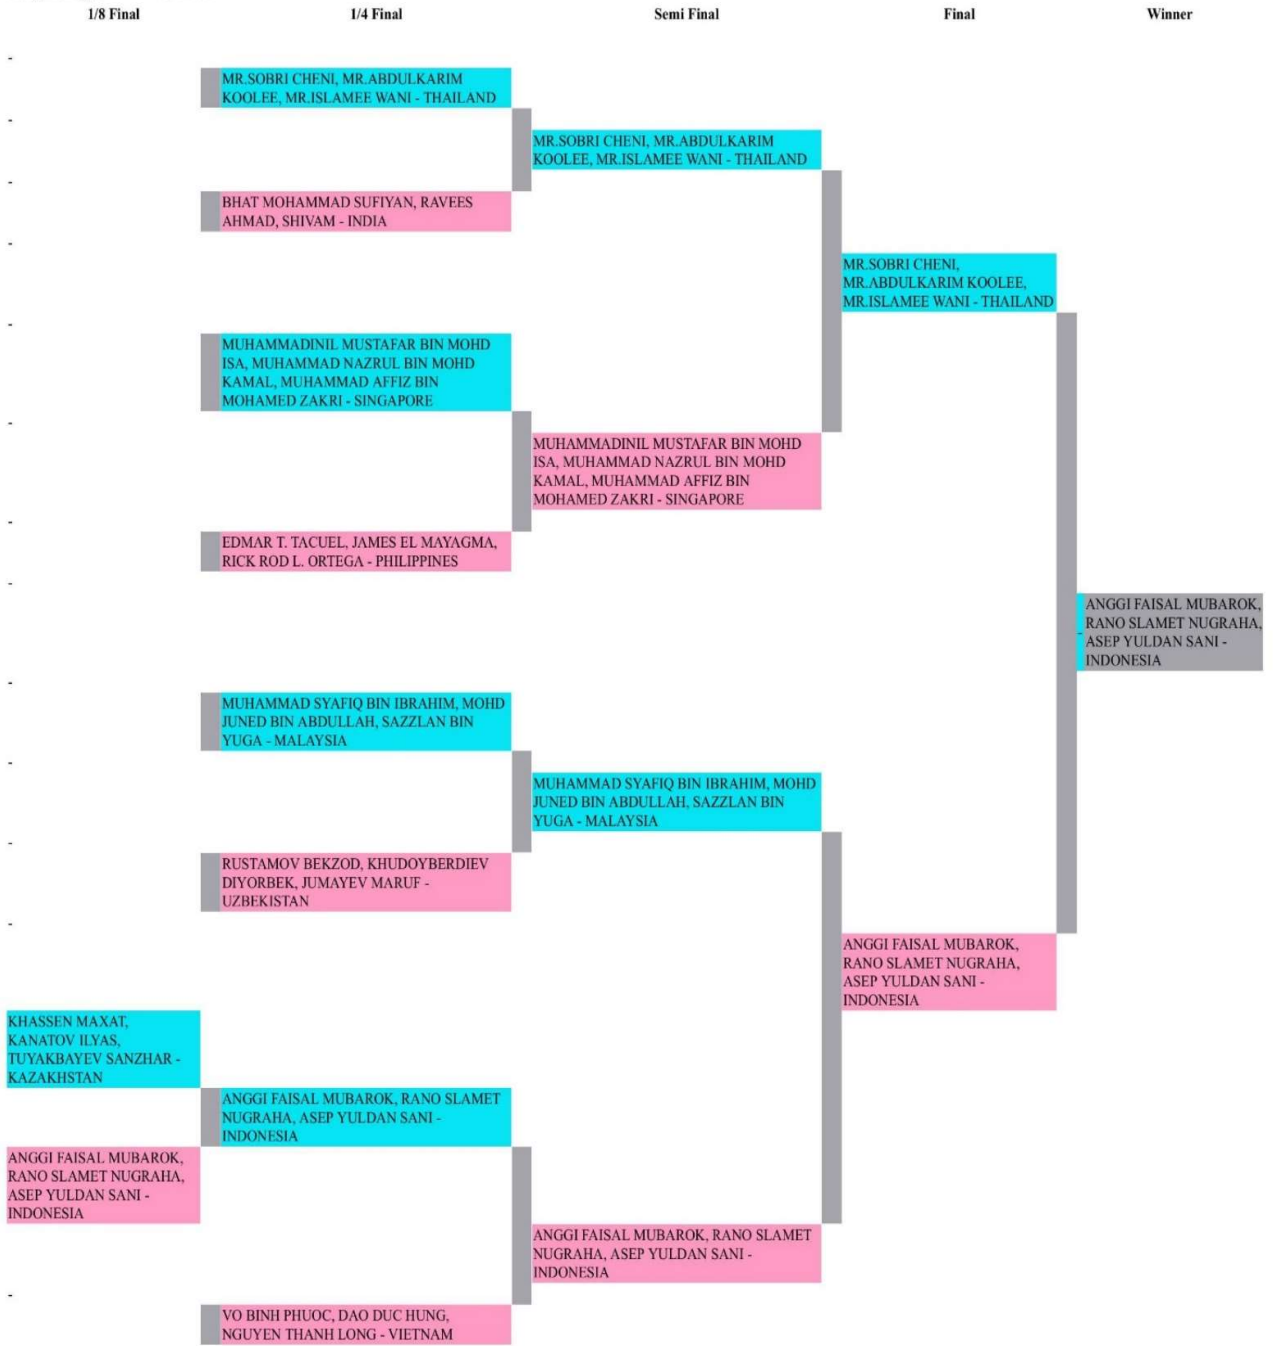 1/8 Final
1/4 Final
Semi Final
Final
Winner
-
MR.SOBRI CHENI, MR.ABDULKARIM
KOOLEE, MR.ISLAMEE WANI - THAILAND
-
MR.SOBRI CHENI, MR.ABDULKARIM
KOOLEE, MR.ISLAMEE WANI - THAILAND
-
BHAT MOHAMMAD SUFIYAN, RAVEES
AHMAD, SHIVAM - INDIA
-
MR.SOBRI CHENI,
MR.ABDULKARIM KOOLEE,
MR.ISLAMEE WANI - THAILAND
-
MUHAMMADINIL MUSTAFAR BIN MOHD
ISA, MUHAMMAD NAZRUL BIN MOHD
KAMAL, MUHAMMAD AFFIZ BIN
MOHAMED ZAKRI - SINGAPORE
-
MUHAMMADINIL MUSTAFAR BIN MOHD
ISA, MUHAMMAD NAZRUL BIN MOHD
KAMAL, MUHAMMAD AFFIZ BIN
MOHAMED ZAKRI - SINGAPORE
-
EDMAR T. TACUEL, JAMES EL MAYAGMA,
RICK ROD L. ORTEGA - PHILIPPINES
-
ANGGI FAISAL MUBAROK,
RANO SLAMET NUGRAHA,
-
ASEP YULDAN SANI -
INDONESIA
-
MUHAMMAD SYAFIQ BIN IBRAHIM, MOHD
JUNED BIN ABDULLAH, SAZZLAN BIN
YUGA - MALAYSIA
-
MUHAMMAD SYAFIQ BIN IBRAHIM, MOHD
JUNED BIN ABDULLAH, SAZZLAN BIN
YUGA - MALAYSIA
-
RUSTAMOV BEKZOD, KHUDOYBERDIEV
DIYORBEK, JUMAYEV MARUF -
UZBEKISTAN
-
ANGGI FAISAL MUBAROK,
RANO SLAMET NUGRAHA,
ASEP YULDAN SANI -
INDONESIA
KHASSEN MAXAT,
KANATOV ILYAS,
TUYAKBAYEV SANZHAR -
KAZAKHSTAN
ANGGI FAISAL MUBAROK, RANO SLAMET
NUGRAHA, ASEP YULDAN SANI -
INDONESIA
ANGGI FAISAL MUBAROK,
RANO SLAMET NUGRAHA,
ASEP YULDAN SANI -
INDONESIA
ANGGI FAISAL MUBAROK, RANO SLAMET
NUGRAHA, ASEP YULDAN SANI -
INDONESIA
-
VO BINH PHUOC, DAO DUC HUNG,
NGUYEN THANH LONG - VIETNAM